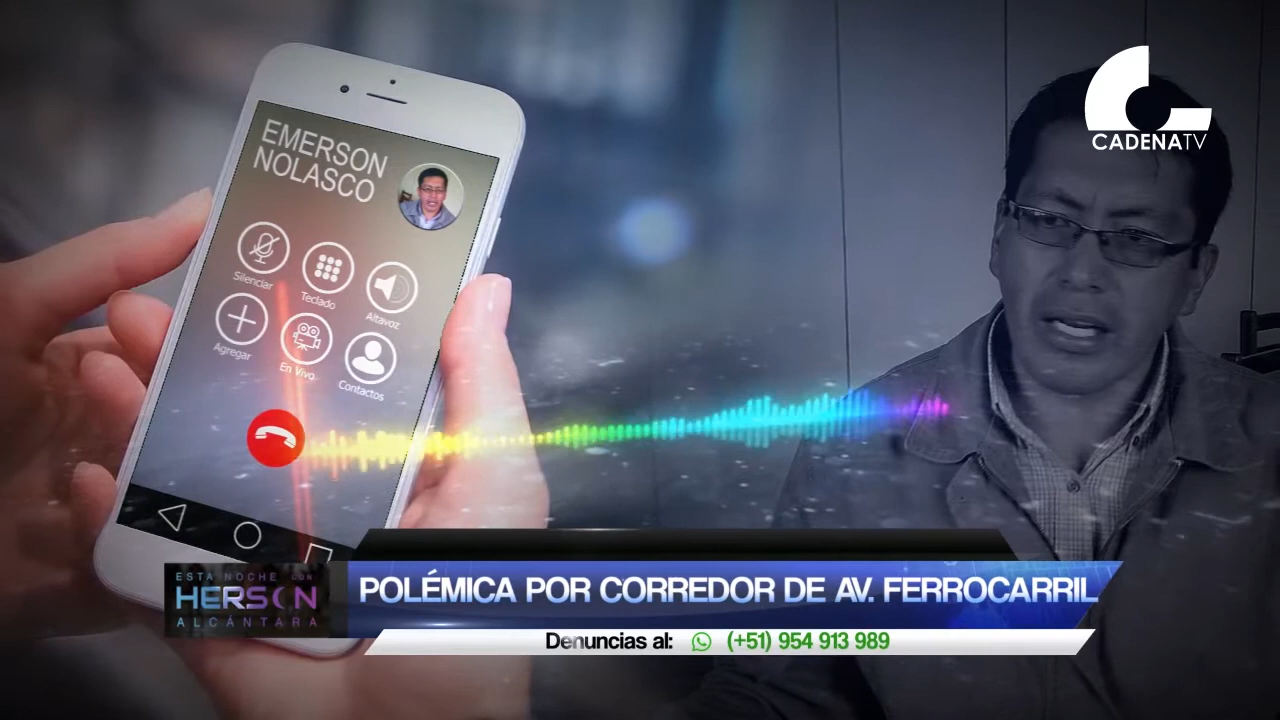 CADENATV
EMERSON
NOLASCO
Silenciar
Teclado
Altavoz
Agregar
En Vivo
Contactos
ESTA NOCHE CON
HERSON
ALCÁNTARA
POLÉMICA POR CORREDOR DE AV. FERROCARRIL
Denuncias al: (+51) 954 913 989